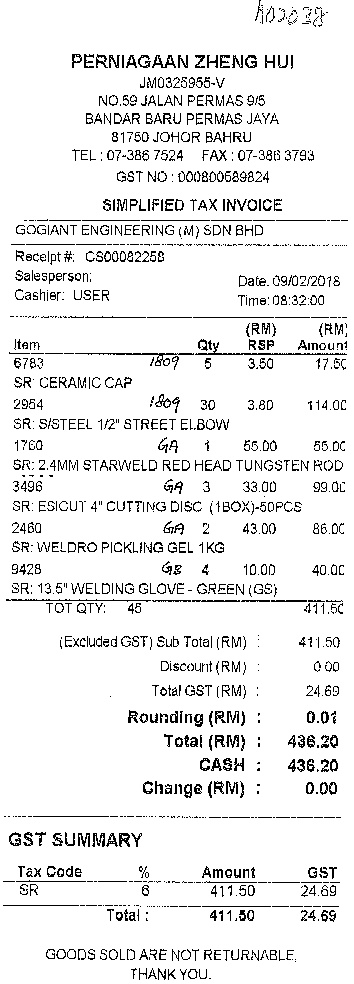 A02038
PERNIAGAAN ZHENG HUI
JM0325955-V
NO.59 JALAN PERMAS 9/5
BANDAR BARU PERMAS JAYA
81750 JOHOR BAHRU
TEL : 07-386 7524 FAX : 07-386 3793
GST NO : 000800589824
SIMPLIFIED TAX INVOICE
GOGIANT ENGINEERING (M) SDN BHD
Receipt #: CS00082258
Salesperson:
Date: 09/02/2018
Cashier: USER
Time: 08:32:00
(RM) (RM)
Item Qty RSP Amount
6783 1809 5 3.50 17.50
SR: CERAMIC CAP
2954 1809 30 3.80 114.00
SR: S/STEEL 1/2" STREET ELBOW
1760 GA 1 55.00 55.00
SR: 2.4MM STARWELD RED HEAD TUNGSTEN ROD
3496 GA 3 33.00 99.00
SR: ESICUT 4" CUTTING DISC (1BOX)-50PCS
2460 GA 2 43.00 86.00
SR: WELDRO PICKLING GEL 1KG
9428 GB 4 10.00 40.00
SR: 13.5" WELDING GLOVE - GREEN (GS)
TOT QTY: 45 411.50
(Excluded GST) Sub Total (RM) : 411.50
Discount (RM) : 0.00
Total GST (RM) : 24.69
Rounding (RM) : 0.01
Total (RM) : 436.20
CASH : 436.20
Change (RM) : 0.00
GST SUMMARY
Tax Code % Amount GST
SR 6 411.50 24.69
Total : 411.50 24.69
GOODS SOLD ARE NOT RETURNABLE,
THANK YOU.